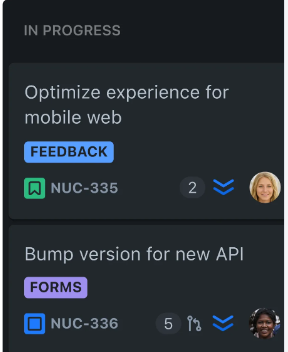 IN PROGRESS
Optimize experience for
mobile web
FEEDBACK
NUC-335 2
Bump version for new API
FORMS
NUC-336 5